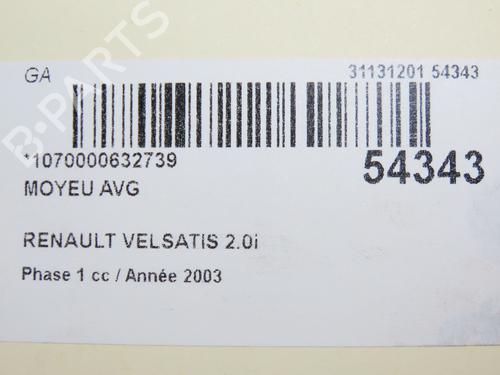 GA 31131201 54343
*1070000632739 54343
MOYEU AVG
RENAULT VELSATIS 2.0i
Phase 1 cc / Année 2003
B-PARTS